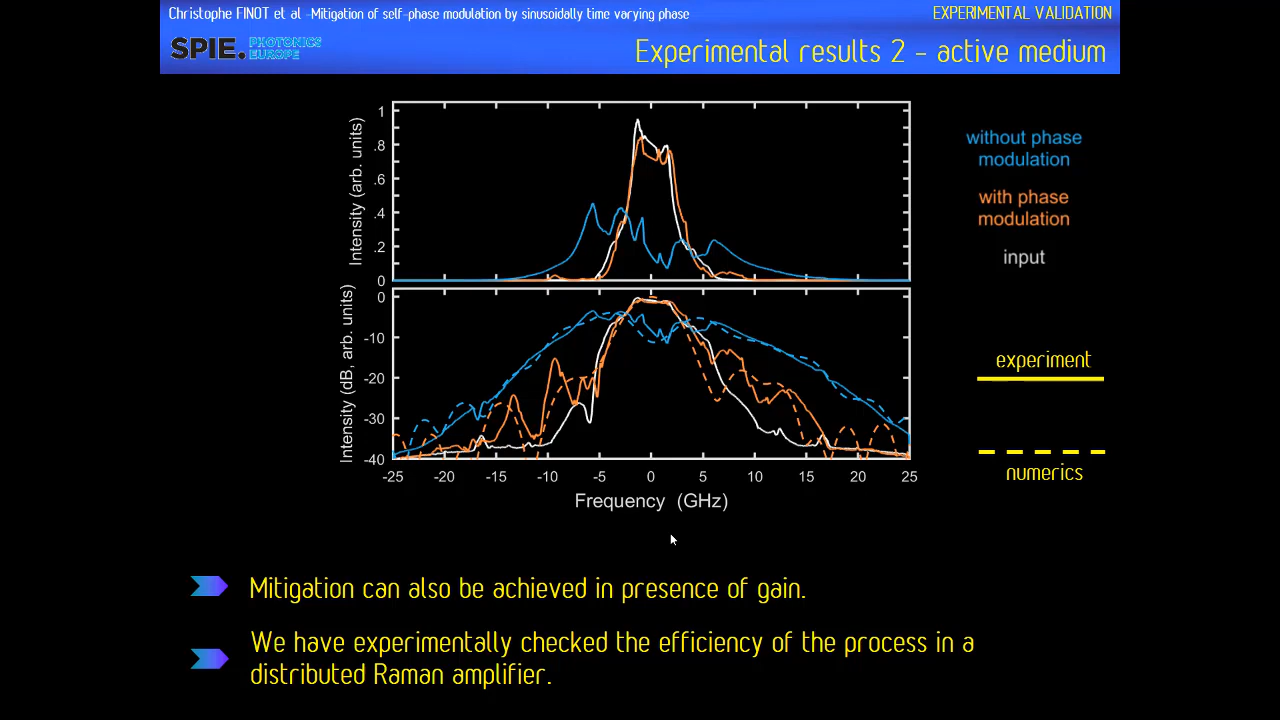 Christophe FINOT et al -Mitigation of self-phase modulation by sinusoidally time varying phase
EXPERIMENTAL VALIDATION
SPIE. PHOTONICS
EUROPE
Experimental results 2 - active medium
Intensity (arb. units)
1
.8
.6
.4
.2
0
without phase
modulation
with phase
modulation
input
Intensity (dB, arb. units)
0
-10
-20
-30
-40
-25 -20 -15 -10 -5 0 5 10 15 20 25
Frequency (GHz)
experiment
numerics
Mitigation can also be achieved in presence of gain.
We have experimentally checked the efficiency of the process in a
distributed Raman amplifier.